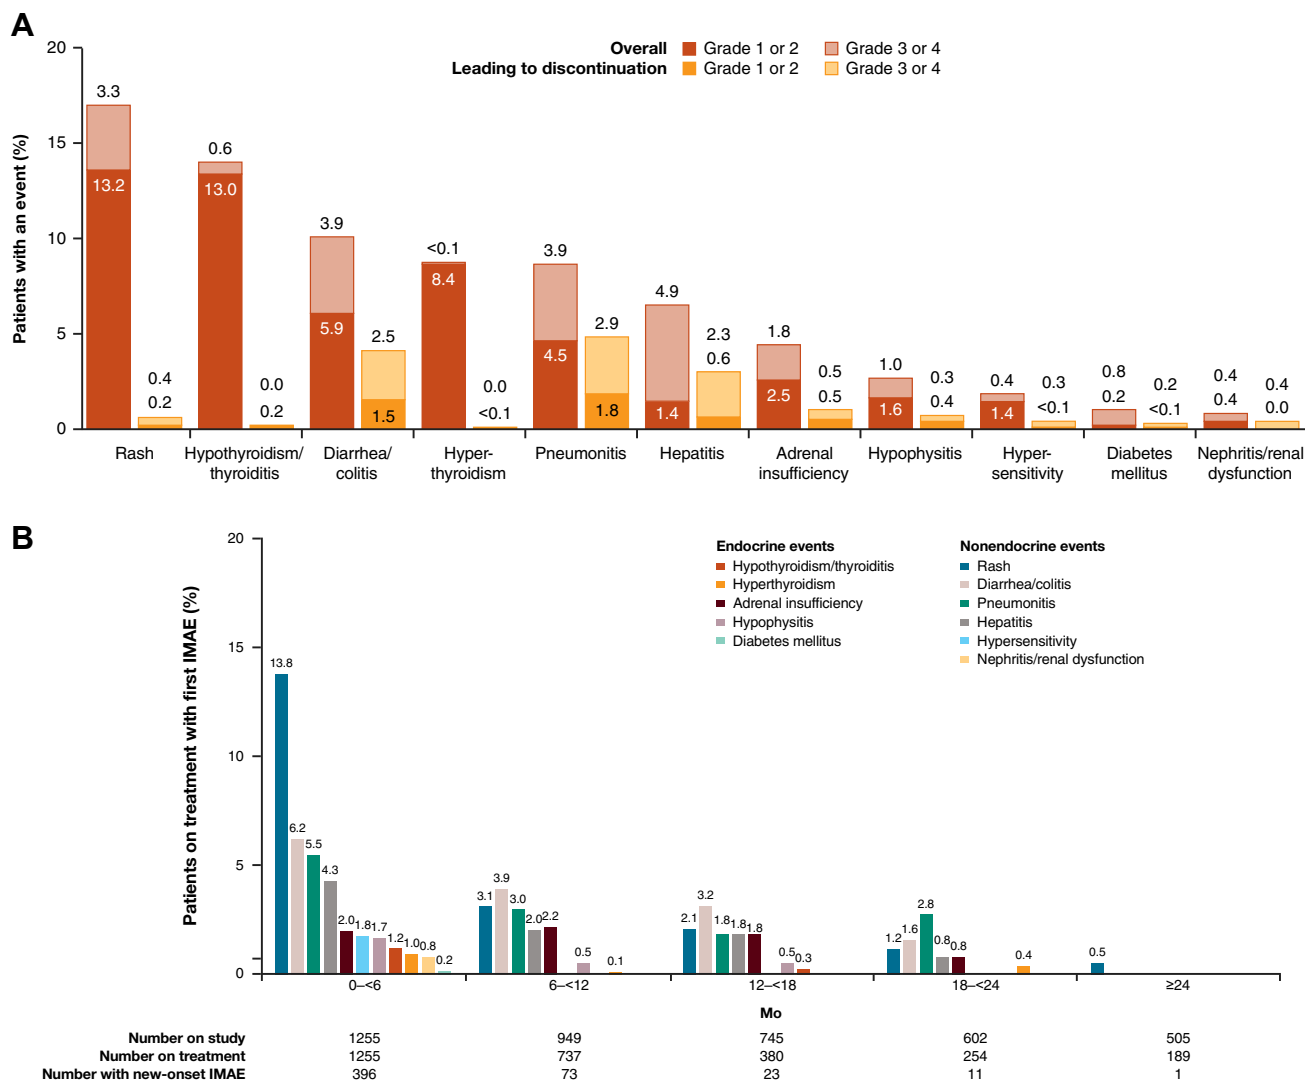 A
20
15
10
5
0
Patients with an event (%)
Overall Grade 1 or 2 Grade 3 or 4
Leading to discontinuation Grade 1 or 2 Grade 3 or 4
3.3
13.2
0.4
0.2
0.6
13.0
0.0
0.2
3.9
5.9
2.5
1.5
<0.1
8.4
0.0
<0.1
3.9
4.5
2.9
1.8
4.9
1.4
2.3
0.6
1.8
2.5
0.5
0.5
1.0
1.6
0.3
0.4
0.4
1.4
0.3
<0.1
0.8
0.2
0.2
<0.1
0.4
0.4
0.4
0.0
Rash
Hypothyroidism/
thyroiditis
Diarrhea/
colitis
Hyper-
thyroidism
Pneumonitis
Hepatitis
Adrenal
insufficiency
Hypophysitis
Hyper-
sensitivity
Diabetes
mellitus
Nephritis/renal
dysfunction
B
20
15
10
5
0
Patients on treatment with first IMAE (%)
Endocrine events
Hypothyroidism/thyroiditis
Hyperthyroidism
Adrenal insufficiency
Hypophysitis
Diabetes mellitus
Nonendocrine events
Rash
Diarrhea/colitis
Pneumonitis
Hepatitis
Hypersensitivity
Nephritis/renal dysfunction
13.8
6.2
5.5
4.3
2.0
1.8
1.7
1.2
1.0
0.8
0.2
3.1
3.9
3.0
2.0
2.2
0.5
0.1
2.1
3.2
1.8
1.8
1.8
0.5
0.3
1.2
1.6
2.8
0.8
0.8
0.4
0.5
0–<6 6–<12 12–<18 18–<24 ≥24
Mo
Number on study 1255 949 745 602 505
Number on treatment 1255 737 380 254 189
Number with new-onset IMAE 396 73 23 11 1